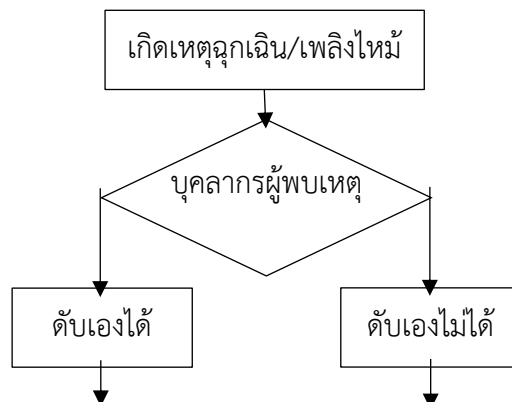 เกิดเหตุฉุกเฉิน/เพลิงไหม้
บุคลากรผู้พบเหตุ
ดับเองได้
ดับเองไม่ได้